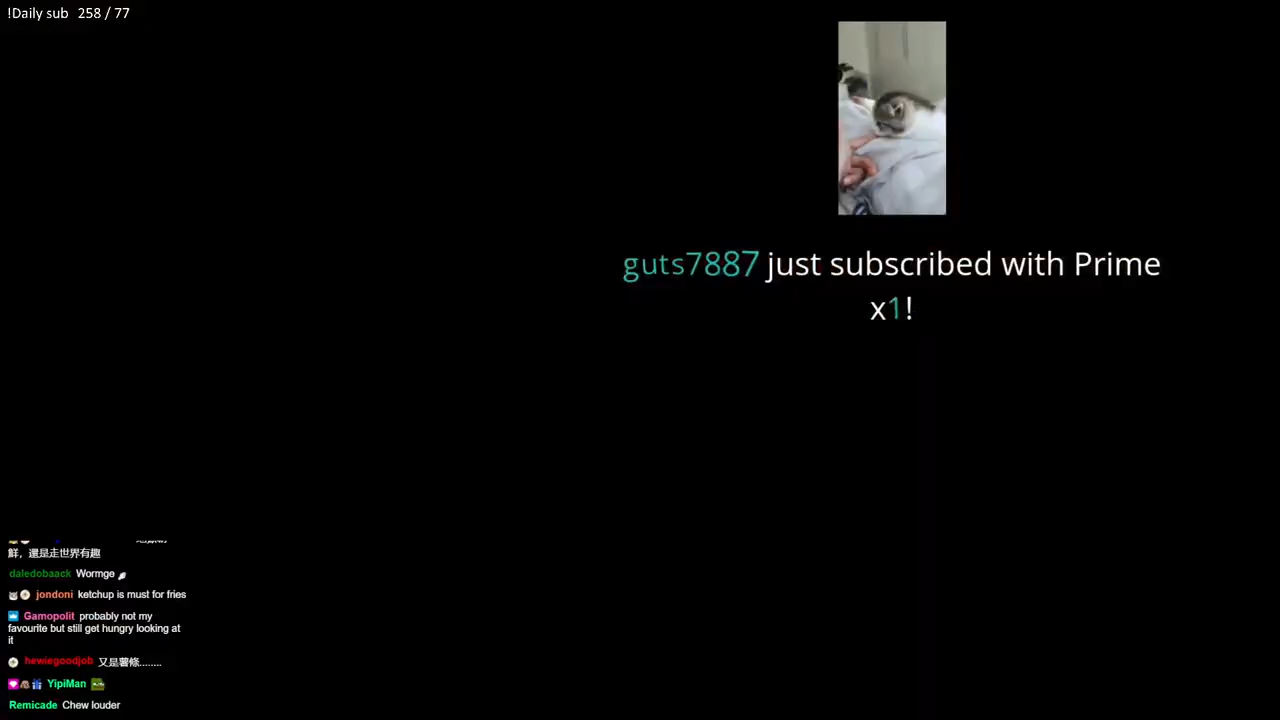 !Daily sub 258 / 77
guts7887 just subscribed with Prime
x1!
鮮，還是走世界有趣
daledobaack Wormge
jondoni ketchup is must for fries
Gamopolit probably not my
favourite but still get hungry looking at
it
hewiegoodjob 又是薯條........
YipiMan
Remicade Chew louder